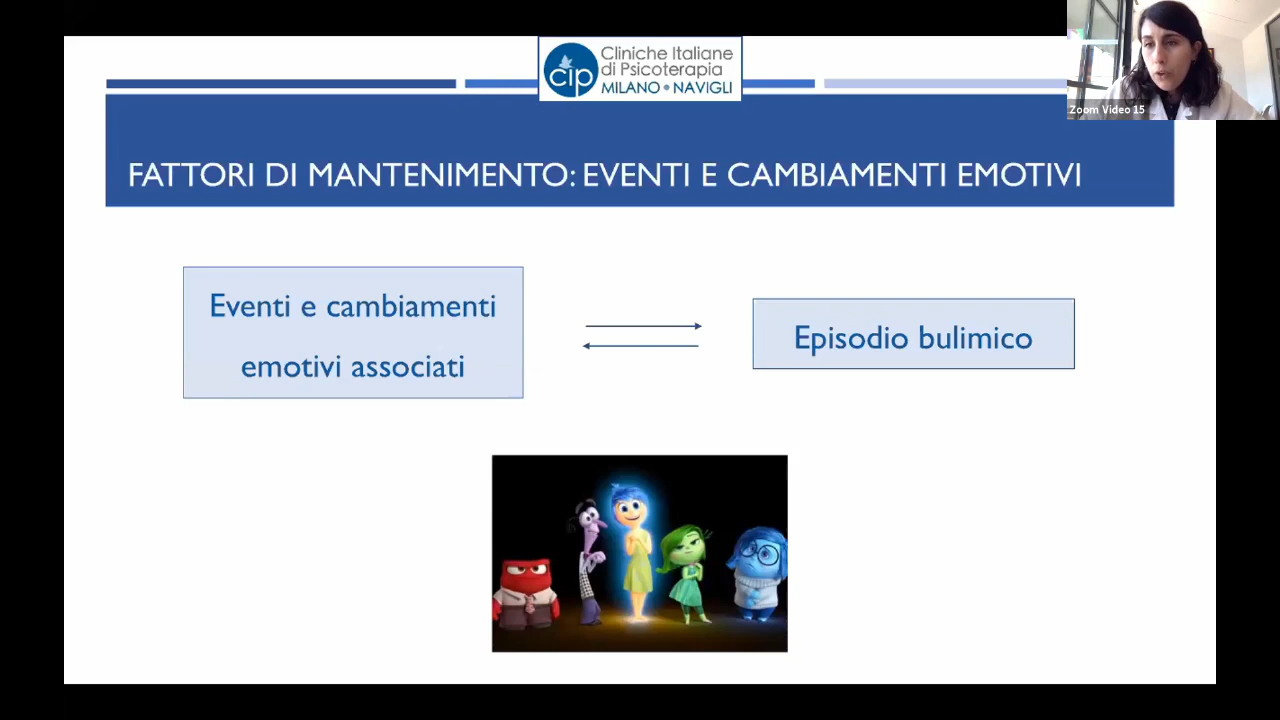 Cliniche Italiane
di Psicoterapia
cip
MILANO • NAVIGLI
Zoom Video 15
FATTORI DI MANTENIMENTO: EVENTI E CAMBIAMENTI EMOTIVI
Eventi e cambiamenti
emotivi associati
Episodio bulimico